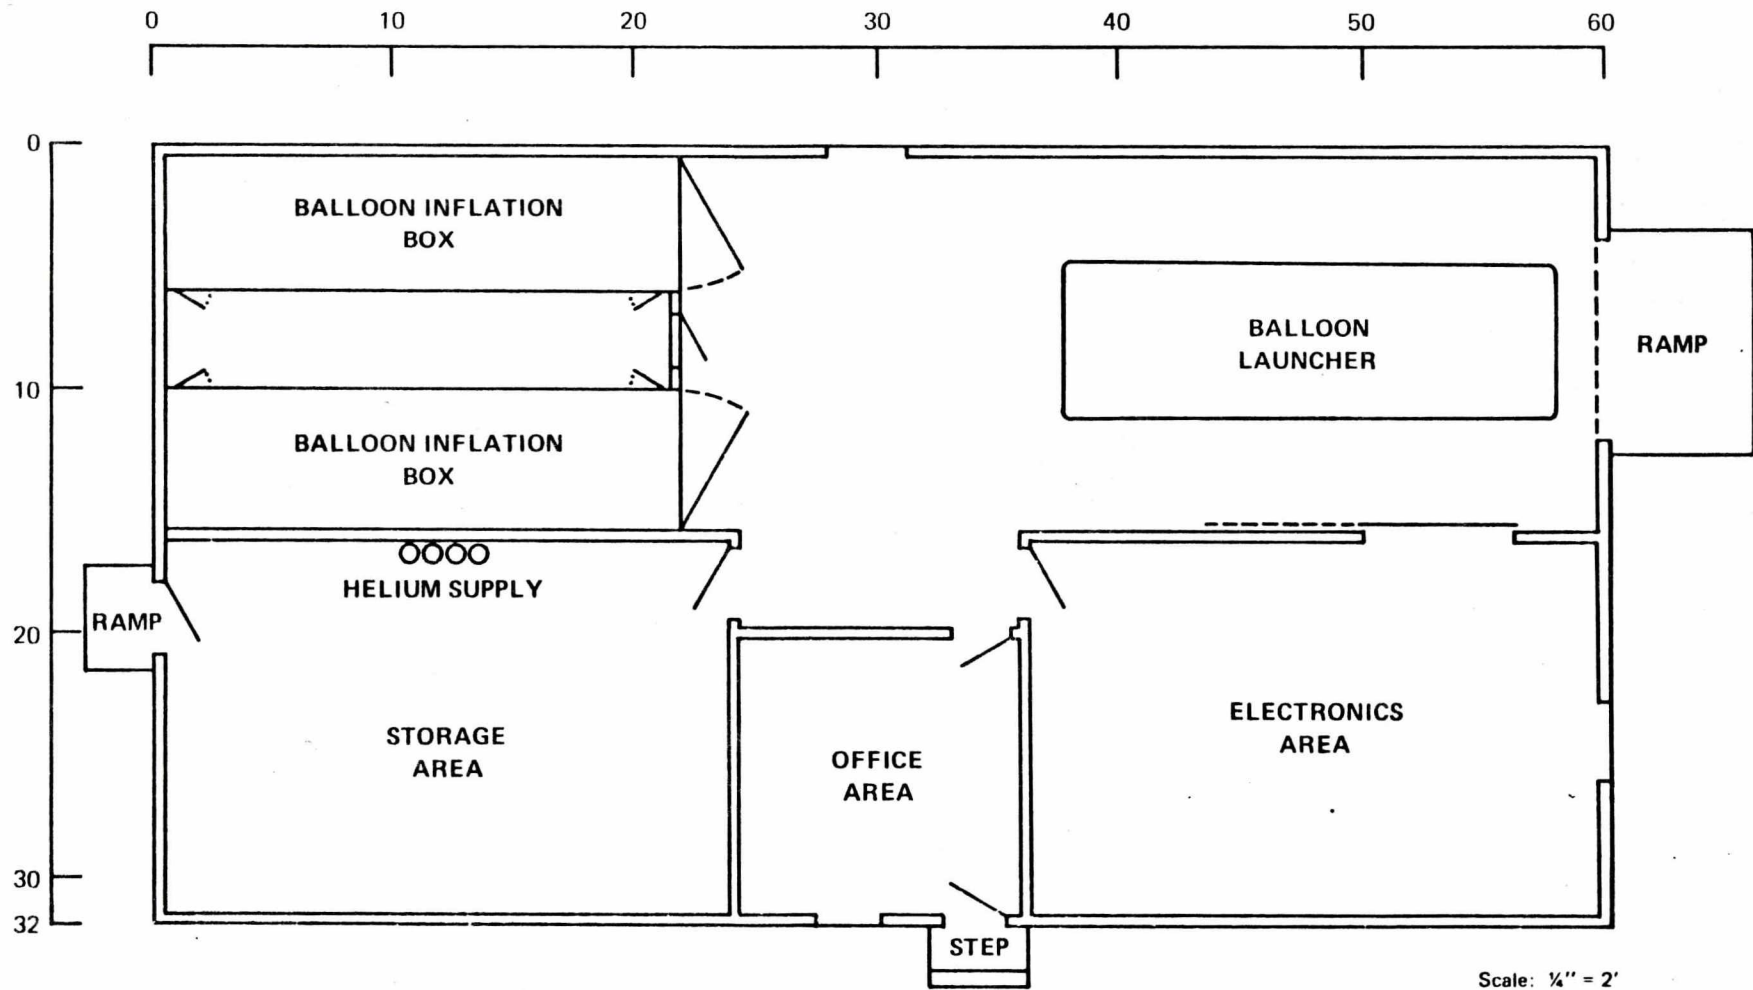 0 10 20 30 40 50 60
0
BALLOON INFLATION
BOX
BALLOON
LAUNCHER
RAMP
10
BALLOON INFLATION
BOX
HELIUM SUPPLY
RAMP
20
STORAGE
AREA
OFFICE
AREA
ELECTRONICS
AREA
30
32
STEP
Scale: ¼" = 2'